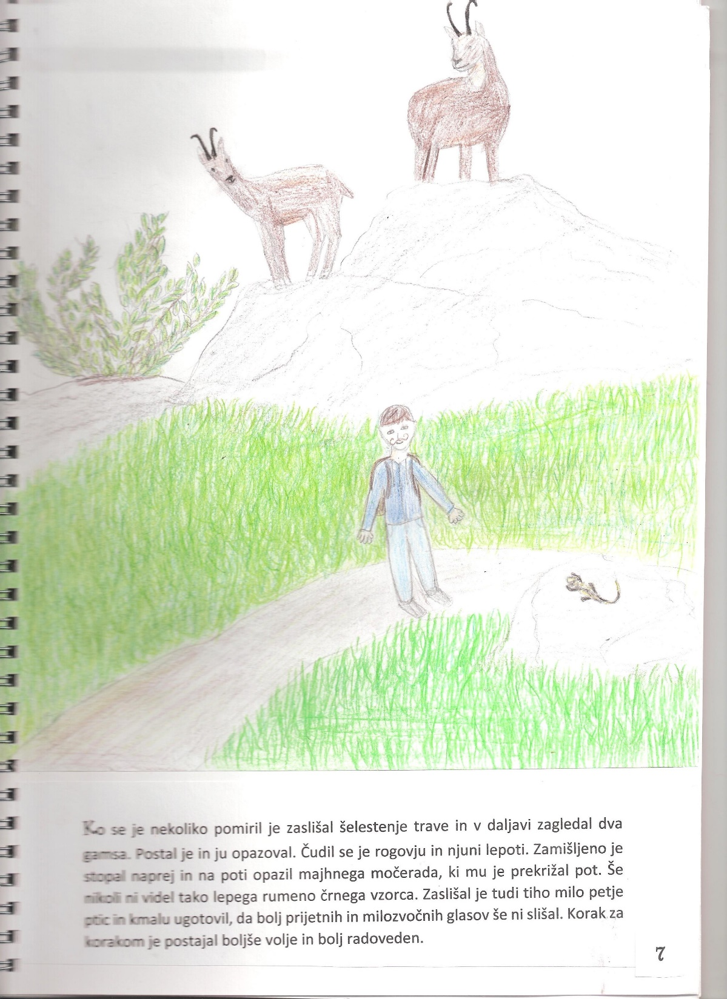 Ko se je nekoliko pomiril je zaslišal šelestenje trave in v daljavi zagledal dva
gamsa. Postal je in ju opazoval. Čudil se je rogovju in njuni lepoti. Zamišljeno je
stopal naprej in na poti opazil majhnega močerada, ki mu je prekrižal pot. Še
nikoli ni videl tako lepega rumeno črnega vzorca. Zaslišal je tudi tiho milo petje
ptic in kmalu ugotovil, da bolj prijetnih in milozvočnih glasov še ni slišal. Korak za
korakom je postajal boljše volje in bolj radoveden.
7